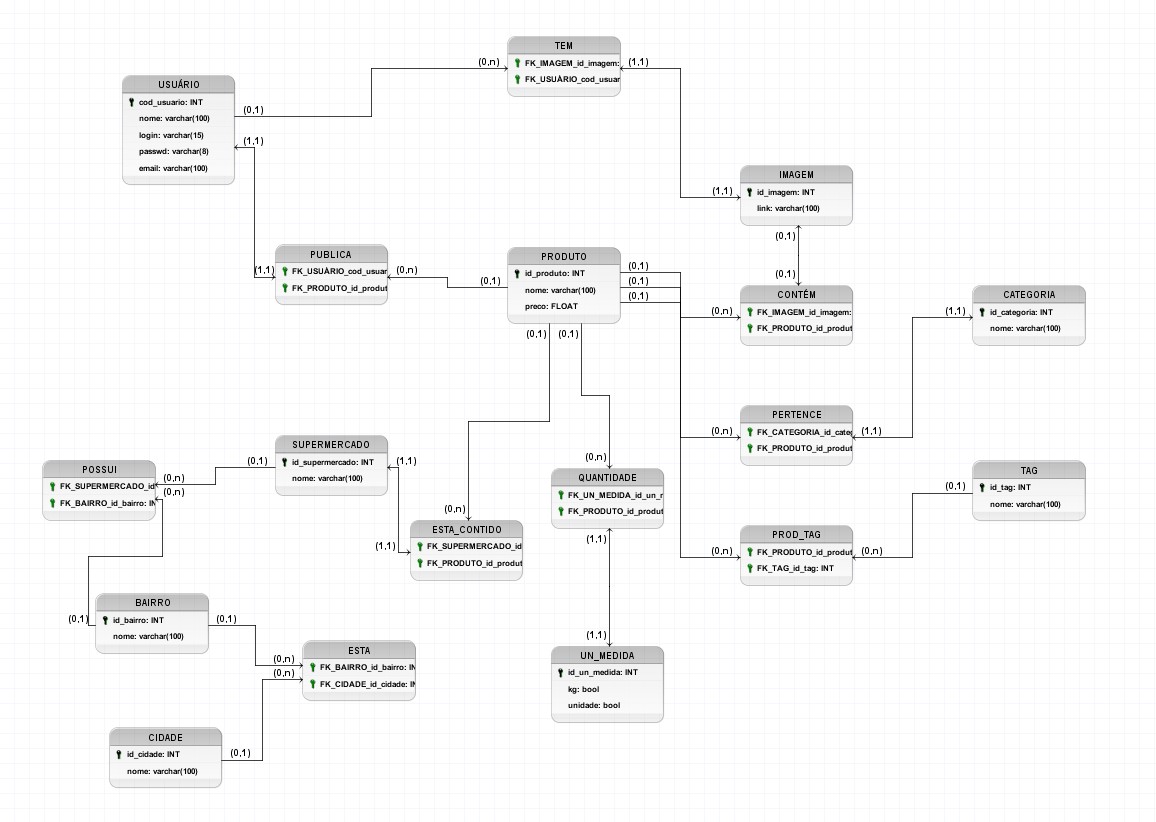 TEM
FK_IMAGEM_id_imagem:
FK_USUÁRIO_cod_usuar
(0,n)
(1,1)
USUÁRIO
cod_usuario: INT
nome: varchar(100)
login: varchar(15)
passwd: varchar(8)
email: varchar(100)
(0,1)
(1,1)
IMAGEM
id_imagem: INT
link: varchar(100)
(1,1)
(0,1)
PUBLICA
FK_USUÁRIO_cod_usuar
FK_PRODUTO_id_produt
(1,1)
(0,n)
PRODUTO
id_produto: INT
nome: varchar(100)
preco: FLOAT
(0,1)
(0,1)
(0,1)
(0,1)
(0,1)
(0,1)
(0,1)
CONTÉM
FK_IMAGEM_id_imagem:
FK_PRODUTO_id_produt
(0,n)
CATEGORIA
id_categoria: INT
nome: varchar(100)
(1,1)
PERTENCE
FK_CATEGORIA_id_cate
FK_PRODUTO_id_produt
(0,n)
(1,1)
SUPERMERCADO
id_supermercado: INT
nome: varchar(100)
(0,1)
(1,1)
POSSUI
FK_SUPERMERCADO_id
FK_BAIRRO_id_bairro: IN
(0,n)
(0,n)
QUANTIDADE
FK_UN_MEDIDA_id_un_r
FK_PRODUTO_id_produt
(0,n)
(1,1)
TAG
id_tag: INT
nome: varchar(100)
(0,1)
ESTA_CONTIDO
FK_SUPERMERCADO_id
FK_PRODUTO_id_produt
(0,n)
(1,1)
PROD_TAG
FK_PRODUTO_id_produt
FK_TAG_id_tag: INT
(0,n)
(0,n)
BAIRRO
id_bairro: INT
nome: varchar(100)
(0,1)
(0,1)
ESTA
FK_BAIRRO_id_bairro: IN
FK_CIDADE_id_cidade: IN
(0,n)
(0,n)
(1,1)
UN_MEDIDA
id_un_medida: INT
kg: bool
unidade: bool
CIDADE
id_cidade: INT
nome: varchar(100)
(0,1)